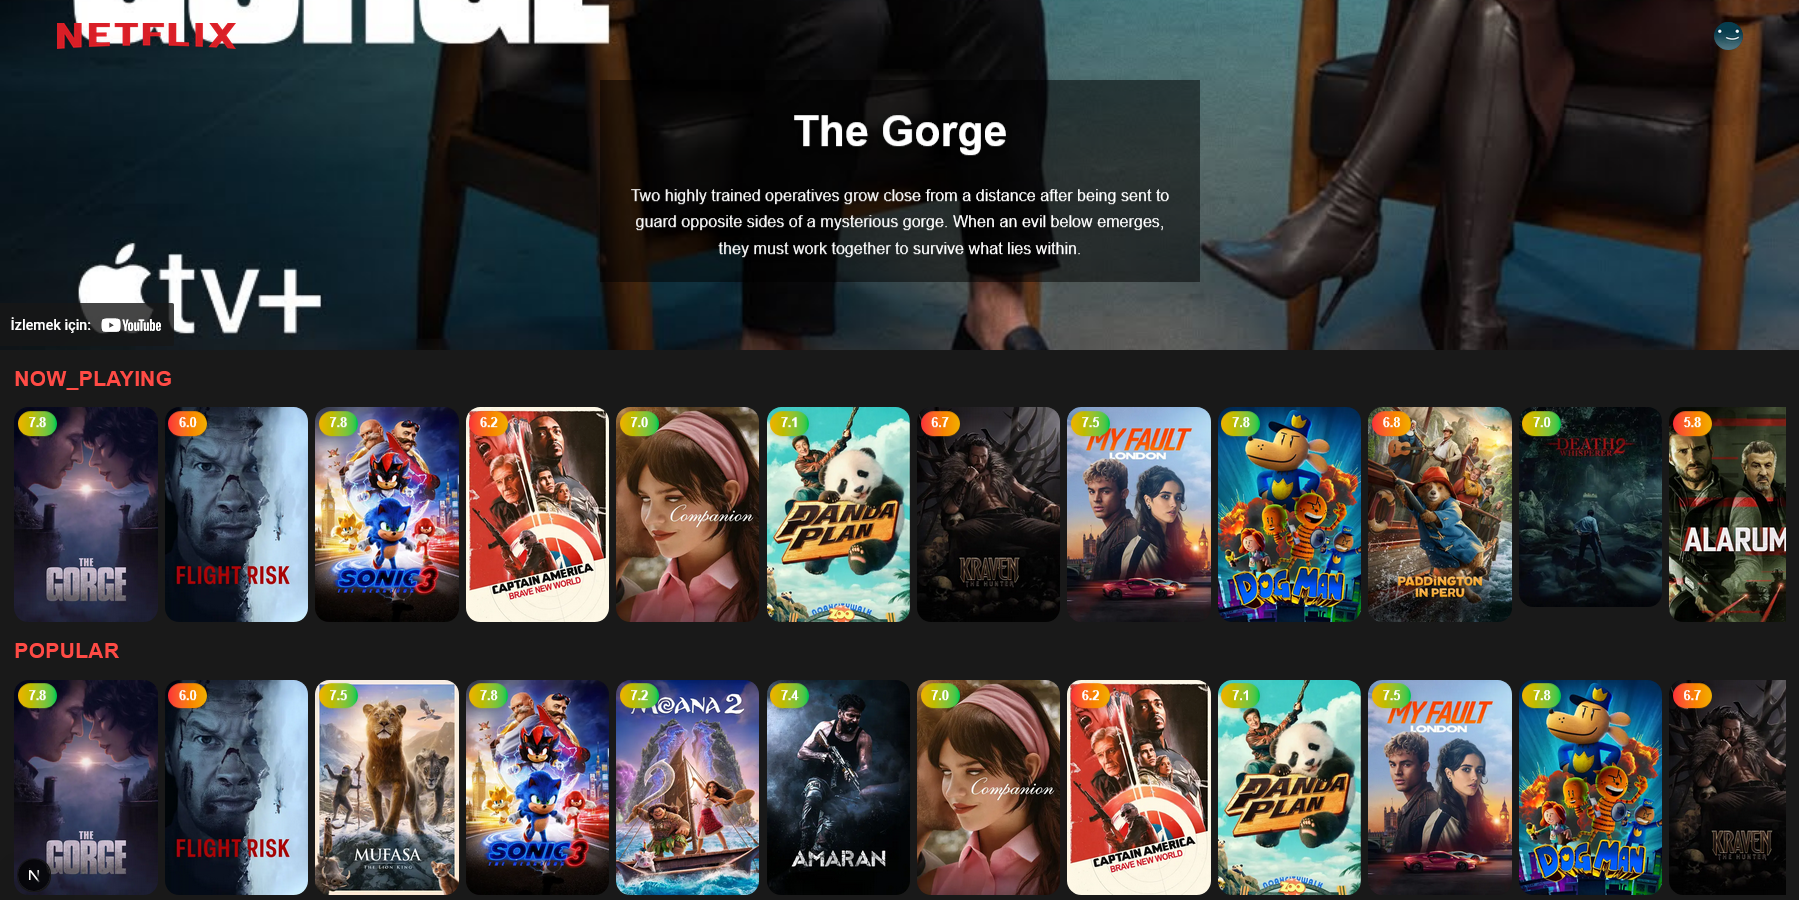 GORGE
NETFLIX
The Gorge
Two highly trained operatives grow close from a distance after being sent to
guard opposite sides of a mysterious gorge. When an evil below emerges,
they must work together to survive what lies within.
tv+
İzlemek için: YouTube
NOW_PLAYING
7.8
THE
GORGE
6.0
FLIGHT RISK
7.8
SONIC 3
THE HEDGEHOG
6.2
CAPTAIN AMERICA
BRAVE NEW WORLD
7.0
Companion
7.1
PANDA
PLAN
ZOO
6.7
KRAVEN
THE HUNTER
7.5
MY FAULT
LONDON
7.8
DOG MAN
6.8
PADDINGTON
IN PERU
7.0
DEATH 2
WHISPERER
5.8
ALARUM
POPULAR
7.8
THE
GORGE
6.0
FLIGHT RISK
7.5
MUFASA
THE LION KING
7.8
SONIC 3
7.2
MOANA 2
7.4
AMARAN
7.0
Companion
6.2
CAPTAIN AMERICA
BRAVE NEW WORLD
7.1
PANDA
PLAN
ZOO
7.5
MY FAULT
LONDON
7.8
DOG MAN
6.7
KRAVEN
THE HUNTER
N